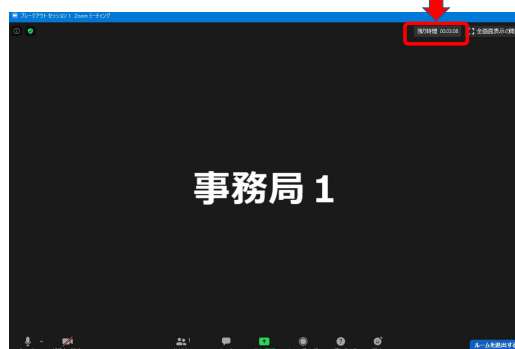 ブレークアウト セッション 1 Zoom ミーティング
残り時間 00:03:08
全画面表示の開
事務局 1
1
ルームを退出する